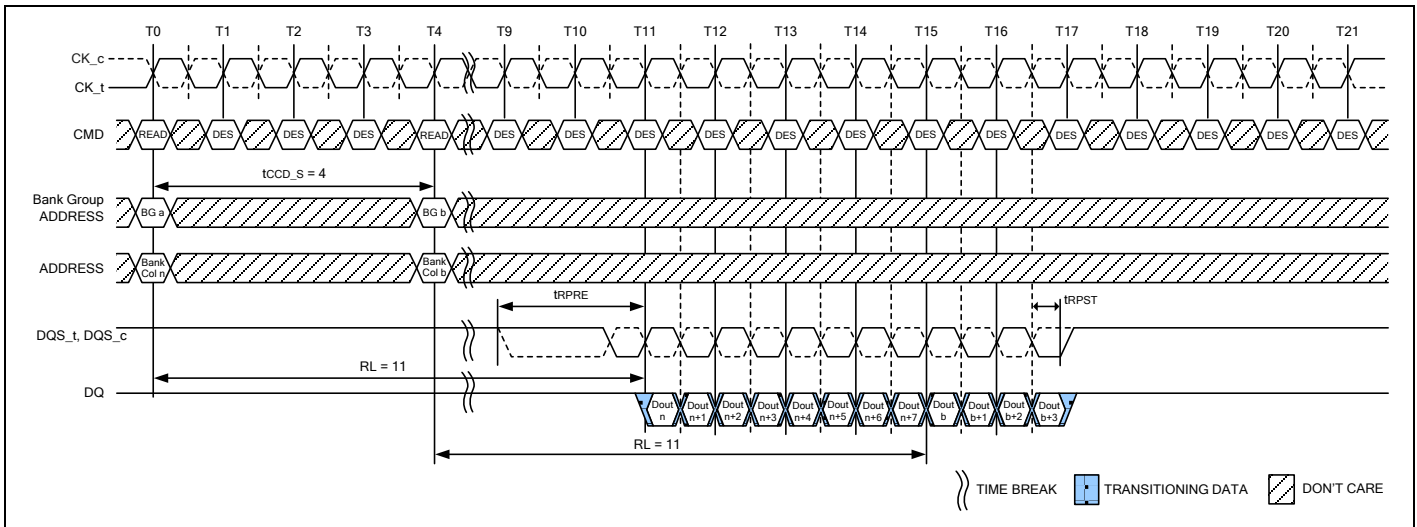 T0 T1 T2 T3 T4 T9 T10 T11 T12 T13 T14 T15 T16 T17 T18 T19 T20 T21
CK_c
CK_t
CMD READ DES DES DES READ DES DES DES DES DES DES DES DES DES DES DES DES DES
tCCD_S = 4
Bank Group
ADDRESS
BG a BG b
ADDRESS
Bank
Col n
Bank
Col b
tRPRE tRPST
DQS_t, DQS_c
RL = 11
DQ
Dout
n
Dout
n+1
Dout
n+2
Dout
n+3
Dout
n+4
Dout
n+5
Dout
n+6
Dout
n+7
Dout
b
Dout
b+1
Dout
b+2
Dout
b+3
RL = 11
TIME BREAK TRANSITIONING DATA DON'T CARE